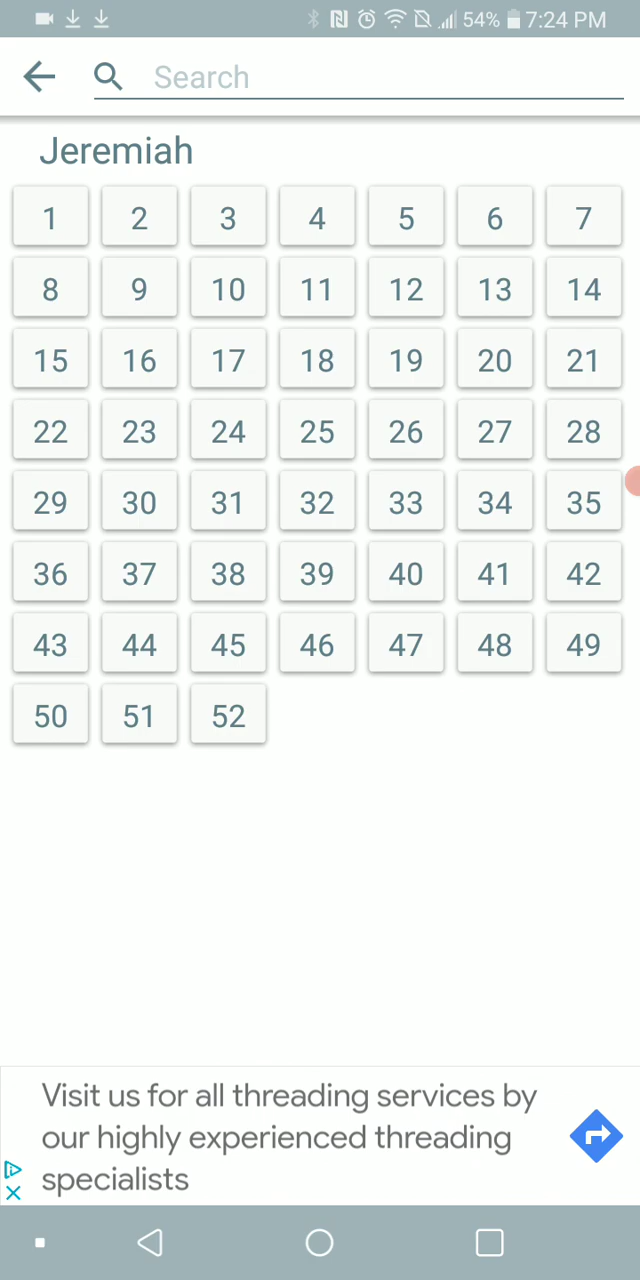 54% 7:24 PM
Search
Jeremiah
1 2 3 4 5 6 7
8 9 10 11 12 13 14
15 16 17 18 19 20 21
22 23 24 25 26 27 28
29 30 31 32 33 34 35
36 37 38 39 40 41 42
43 44 45 46 47 48 49
50 51 52
Visit us for all threading services by
our highly experienced threading
specialists